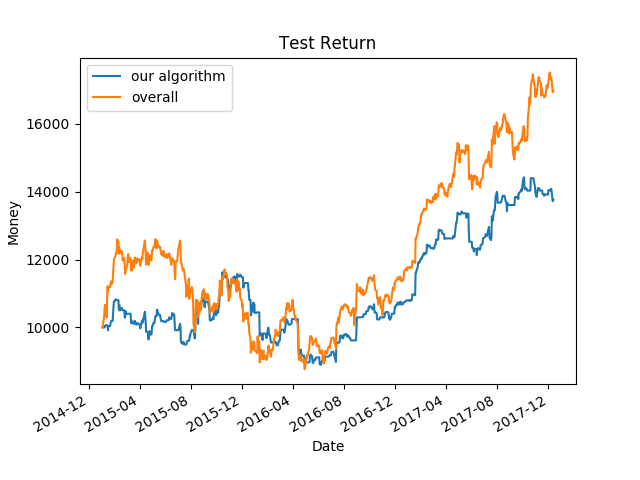 Test Return
our algorithm
overall
Money
16000
14000
12000
10000
2014-12
2015-04
2015-08
2015-12
2016-04
2016-08
2016-12
2017-04
2017-08
2017-12
Date